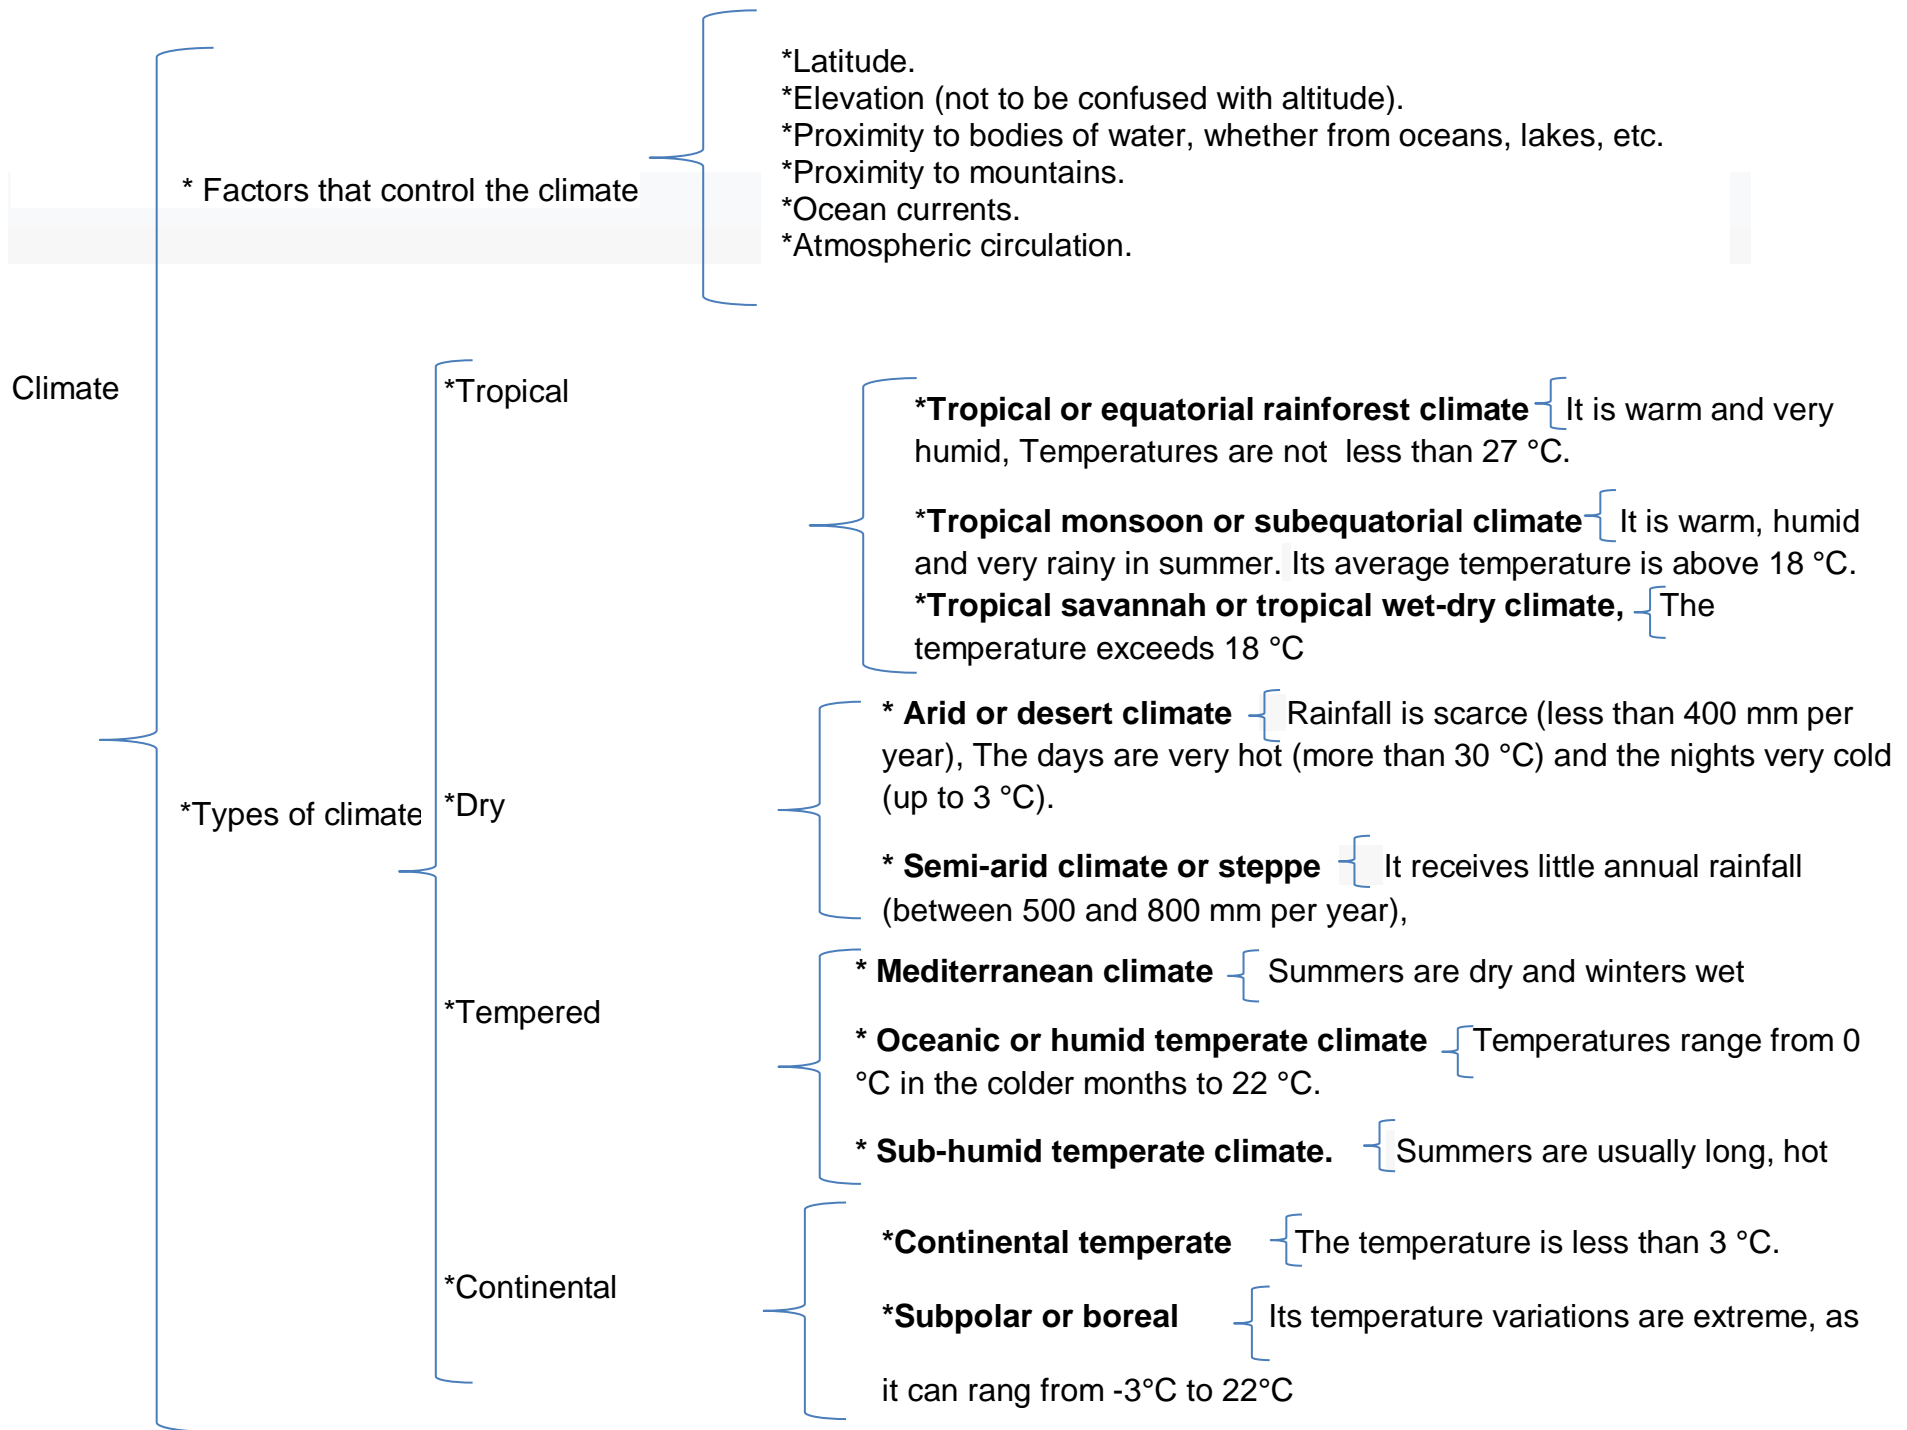 *Latitude.
*Elevation (not to be confused with altitude).
*Proximity to bodies of water, whether from oceans, lakes, etc.
*Proximity to mountains.
*Ocean currents.
*Atmospheric circulation.
* Factors that control the climate
Climate
*Tropical
*Tropical or equatorial rainforest climate It is warm and very
humid, Temperatures are not less than 27 °C.
*Tropical monsoon or subequatorial climate It is warm, humid
and very rainy in summer. Its average temperature is above 18 °C.
*Tropical savannah or tropical wet-dry climate, The
temperature exceeds 18 °C
*Types of climate
*Dry
* Arid or desert climate Rainfall is scarce (less than 400 mm per
year), The days are very hot (more than 30 °C) and the nights very cold
(up to 3 °C).
* Semi-arid climate or steppe It receives little annual rainfall
(between 500 and 800 mm per year),
*Tempered
* Mediterranean climate Summers are dry and winters wet
* Oceanic or humid temperate climate Temperatures range from 0
°C in the colder months to 22 °C.
* Sub-humid temperate climate. Summers are usually long, hot
*Continental
*Continental temperate The temperature is less than 3 °C.
*Subpolar or boreal Its temperature variations are extreme, as
it can rang from -3°C to 22°C